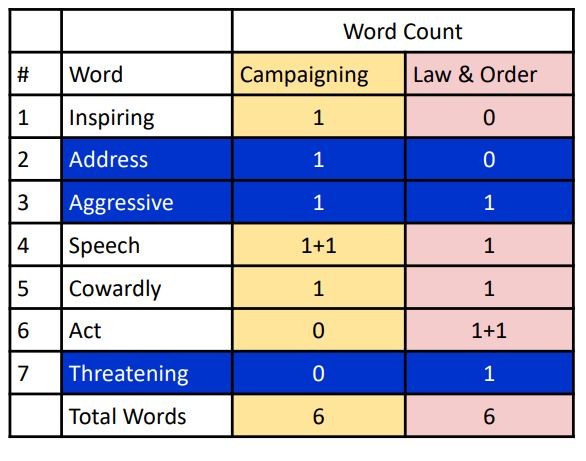 Word Count
# Word Campaigning Law & Order
1 Inspiring 1 0
2 Address 1 0
3 Aggressive 1 1
4 Speech 1+1 1
5 Cowardly 1 1
6 Act 0 1+1
7 Threatening 0 1
Total Words 6 6